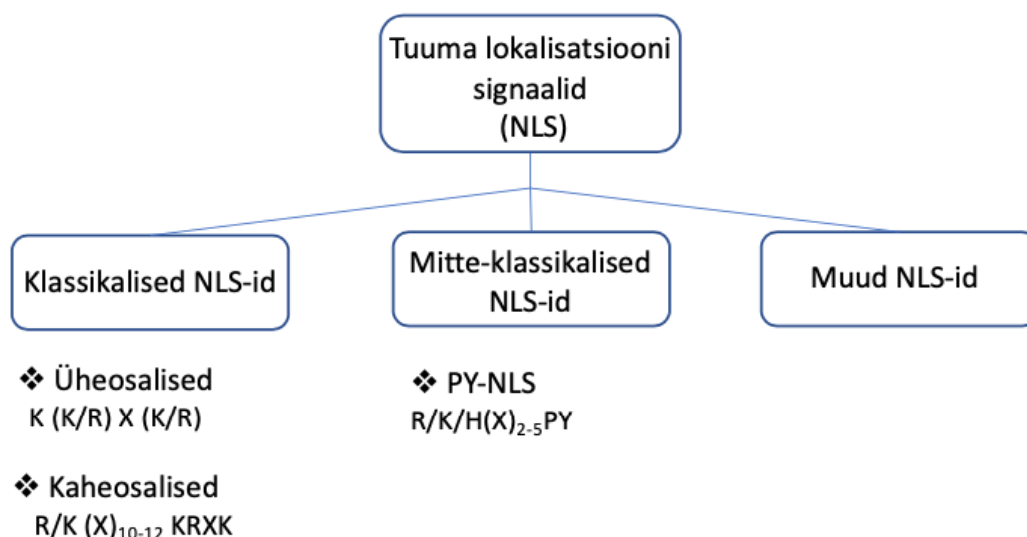 Tuuma lokalisatsiooni
signaalid
(NLS)
Klassikalised NLS-id
Mitte-klassikalised
NLS-id
Muud NLS-id
❖ Üheosalised
K (K/R) X (K/R)
❖ Kaheosalised
R/K (X)₁₀₋₁₂ KRXK
❖ PY-NLS
R/K/H(X)₂₋₅PY